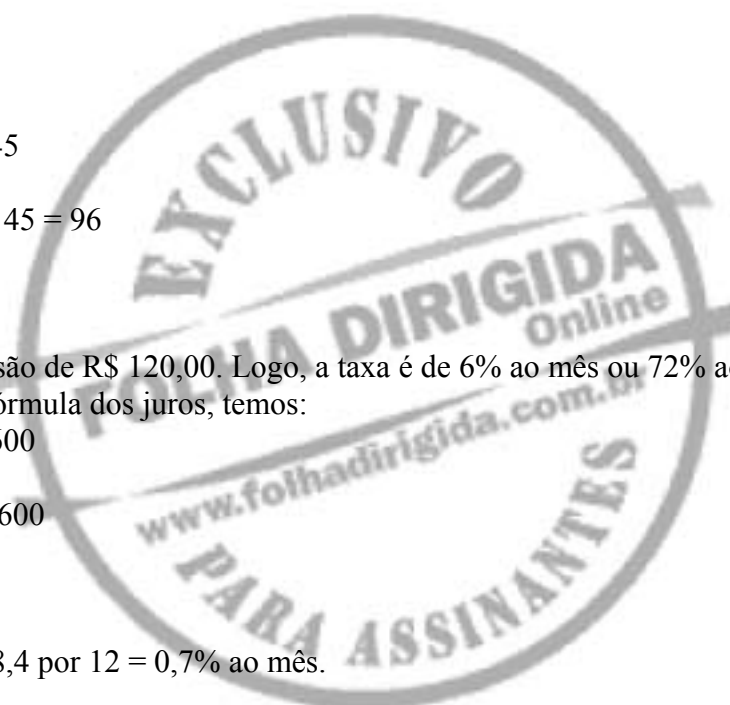 45
EXCLUSIVO
45 = 96
FOLHA DIRIGIDA
Online
são de R$ 120,00. Logo, a taxa é de 6% ao mês ou 72% a
órmula dos juros, temos:
600
www.folhadirigida.com.br
600
PARA ASSINANTES
8,4 por 12 = 0,7% ao mês.